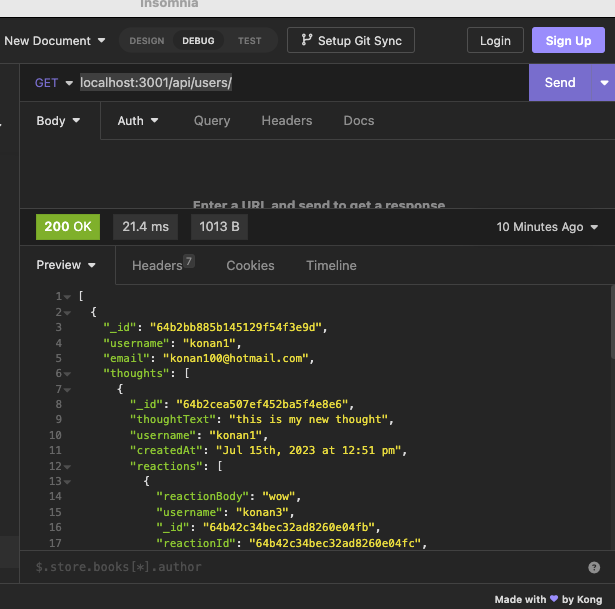 Insomnia
New Document DESIGN DEBUG TEST Setup Git Sync Login Sign Up
GET localhost:3001/api/users/ Send
Body Auth Query Headers Docs
Enter a URL and send to get a response
200 OK 21.4 ms 1013 B 10 Minutes Ago
Preview Headers 7 Cookies Timeline
1 [
2 {
3 "_id": "64b2bb885b145129f54f3e9d",
4 "username": "konan1",
5 "email": "konan100@hotmail.com",
6 "thoughts": [
7 {
8 "_id": "64b2cea507ef452ba5f4e8e6",
9 "thoughtText": "this is my new thought",
10 "username": "konan1",
11 "createdAt": "Jul 15th, 2023 at 12:51 pm",
12 "reactions": [
13 {
14 "reactionBody": "wow",
15 "username": "konan3",
16 "_id": "64b42c34bec32ad8260e04fb",
17 "reactionId": "64b42c34bec32ad8260e04fc",
$.store.books[*].author ?
Made with by Kong